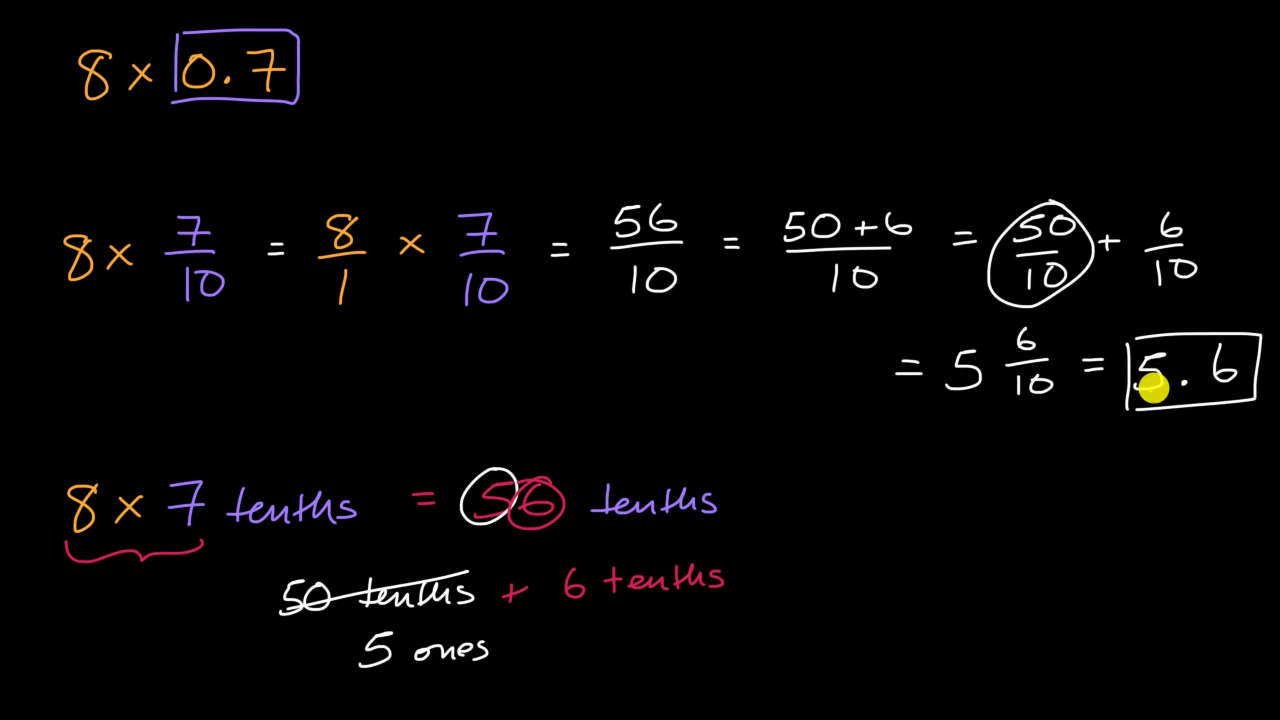 8 × 0.7
8 × 7/10 = 8/1 × 7/10 = 56/10 = 50+6/10 = 50/10 + 6/10
= 5 6/10 = 5.6
8 × 7 tenths = 56 tenths
50 tenths + 6 tenths
5 ones